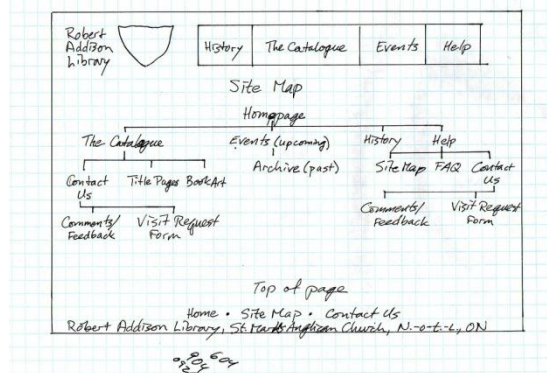 Robert
Addison
Library
History The Catalogue Events Help
Site Map
Homepage
The Catalogue Events (upcoming) History Help
Archive (past)
Contact Us Title Pages Book Art
Site Map FAQ Contact Us
Comments/Feedback Visit Request Form
Comments/Feedback Visit Request Form
Top of page
Home • Site Map • Contact Us
Robert Addison Library, St. Marks Anglican Church, N.-o-t.-L, ON